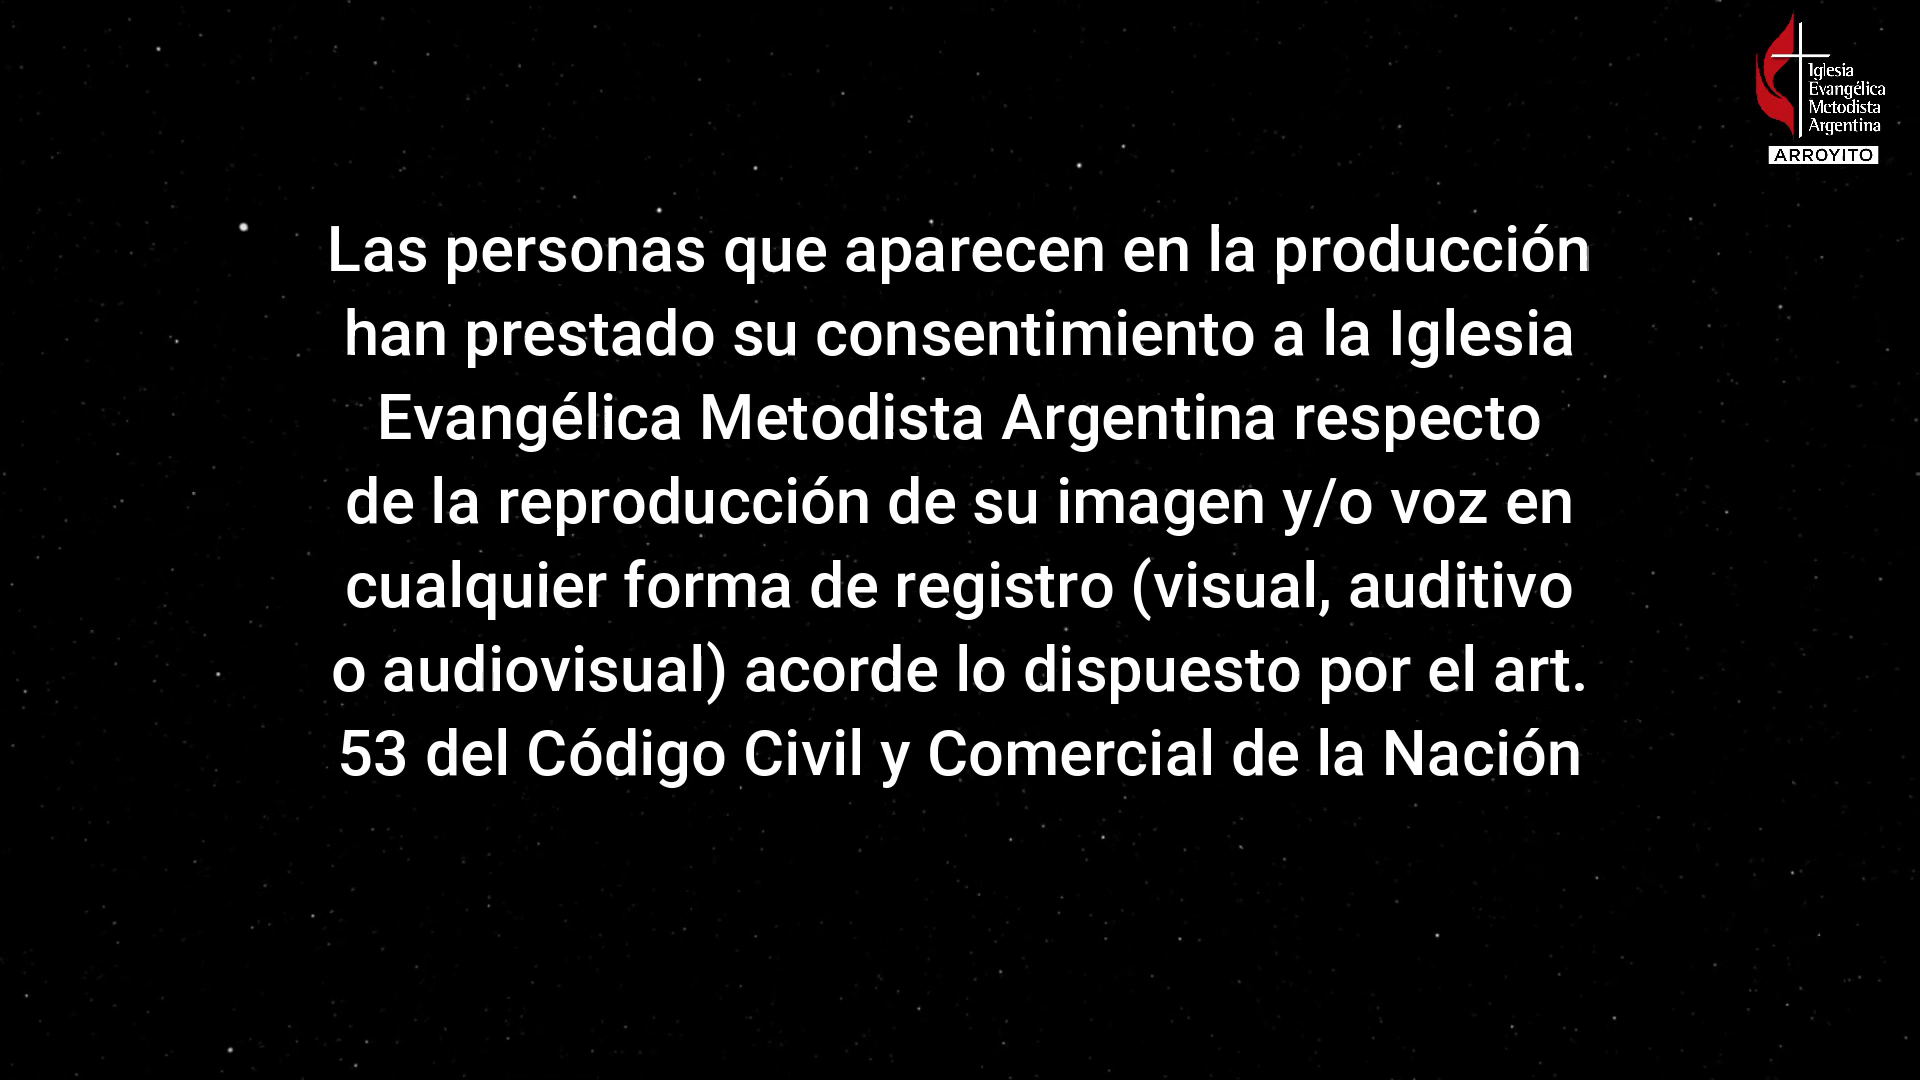 Iglesia
Evangélica
Metodista
Argentina
ARROYITO
Las personas que aparecen en la producción
han prestado su consentimiento a la Iglesia
Evangélica Metodista Argentina respecto
de la reproducción de su imagen y/o voz en
cualquier forma de registro (visual, auditivo
o audiovisual) acorde lo dispuesto por el art.
53 del Código Civil y Comercial de la Nación